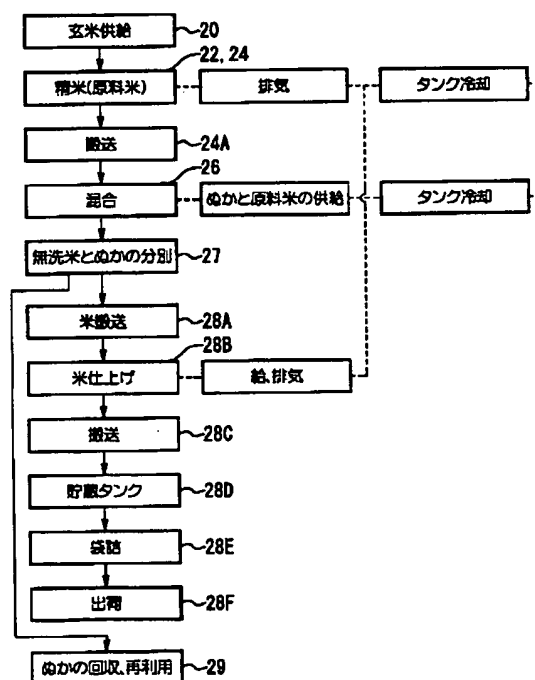 玄米供給 20
22, 24
精米(原料米) 排気 タンク冷却
搬送 24A
26
混合 ぬかと原料米の供給 タンク冷却
無洗米とぬかの分別 27
米搬送 28A
28B
米仕上げ 給、排気
搬送 28C
貯蔵タンク 28D
袋詰 28E
出荷 28F
ぬかの回収、再利用 29